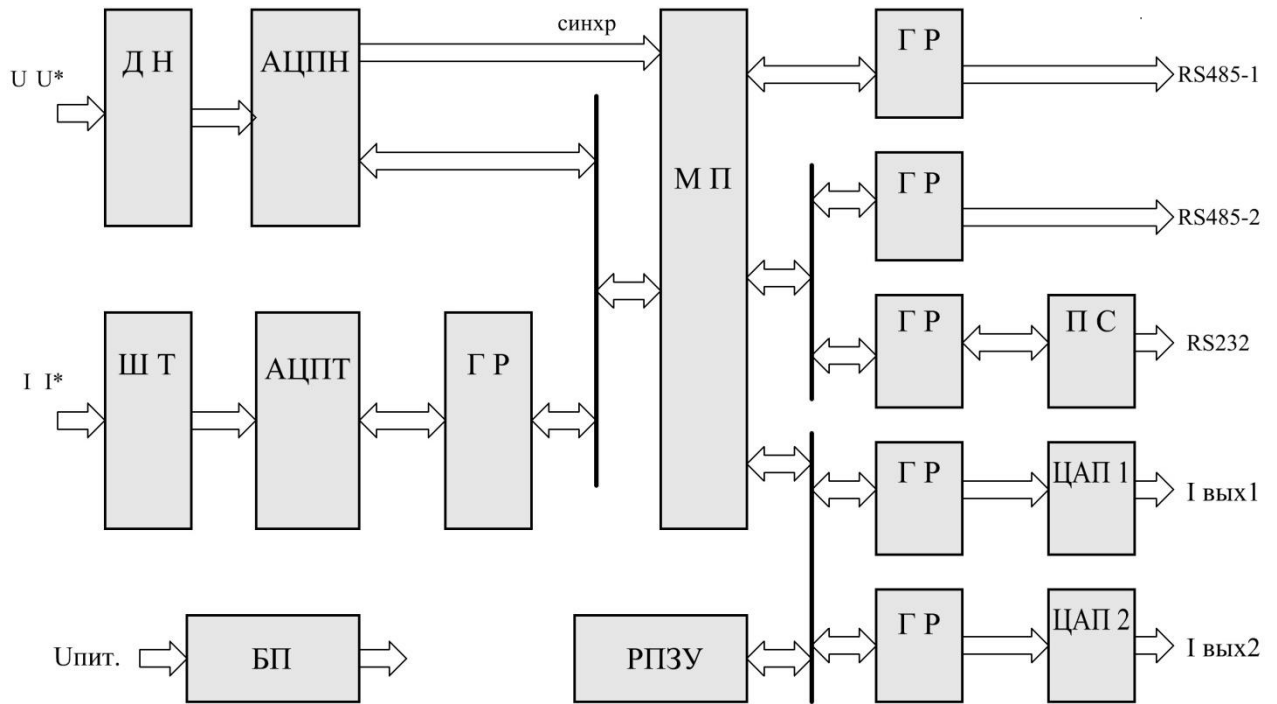 синхр
Г Р
Д Н
АЦПН
U U*
RS485-1
М П
Г Р
RS485-2
Ш Т
АЦПТ
Г Р
Г Р
П С
RS232
I I*
Г Р
ЦАП 1
I вых1
Uпит.
БП
РПЗУ
Г Р
ЦАП 2
I вых2